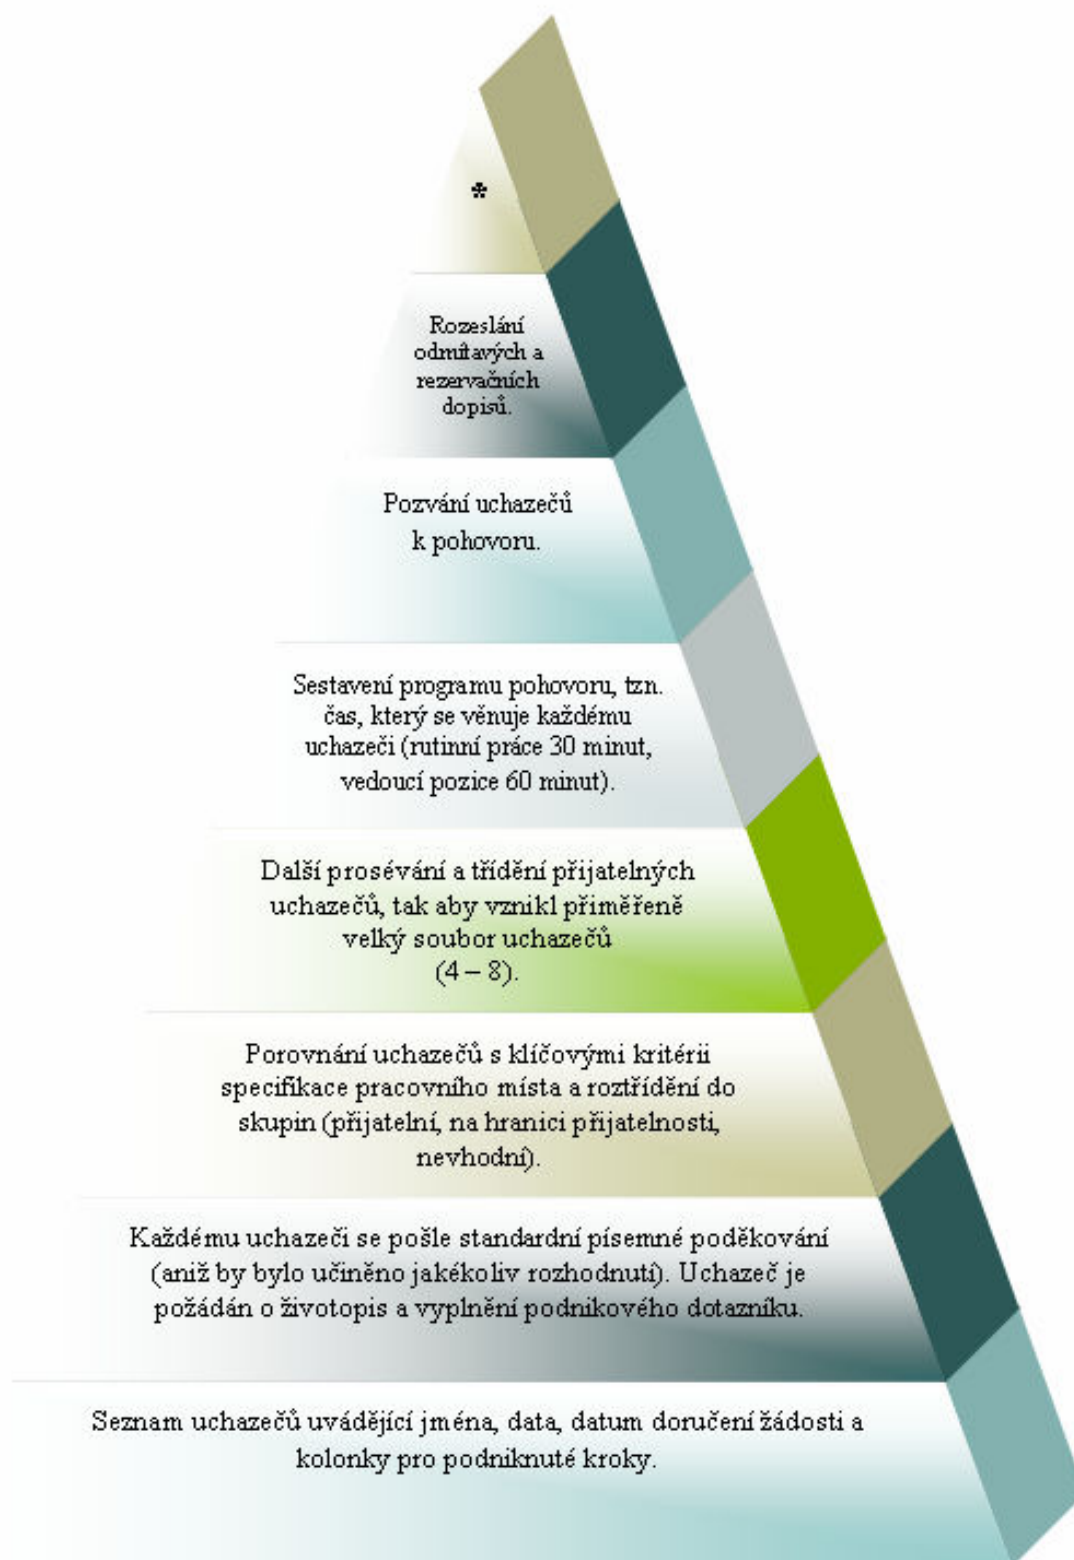 *
Rozeslání
odmítavých a
rezervačních
dopisů.
Pozvání uchazečů
k pohovoru.
Sestavení programu pohovoru, tzn.
čas, který se věnuje každému
uchazeči (rutinní práce 30 minut,
vedoucí pozice 60 minut).
Další prosévání a třídění přijatelných
uchazečů, tak aby vznikl přiměřeně
velký soubor uchazečů
(4 – 8).
Porovnání uchazečů s klíčovými kritérii
specifikace pracovního místa a roztřídění do
skupin (přijatelní, na hranici přijatelnosti,
nevhodní).
Každému uchazeči se pošle standardní písemné poděkování
(aniž by bylo učiněno jakékoliv rozhodnutí). Uchazeč je
požádán o životopis a vyplnění podnikového dotazníku.
Seznam uchazečů uvádějící jména, data, datum doručení žádosti a
kolonky pro podniknuté kroky.